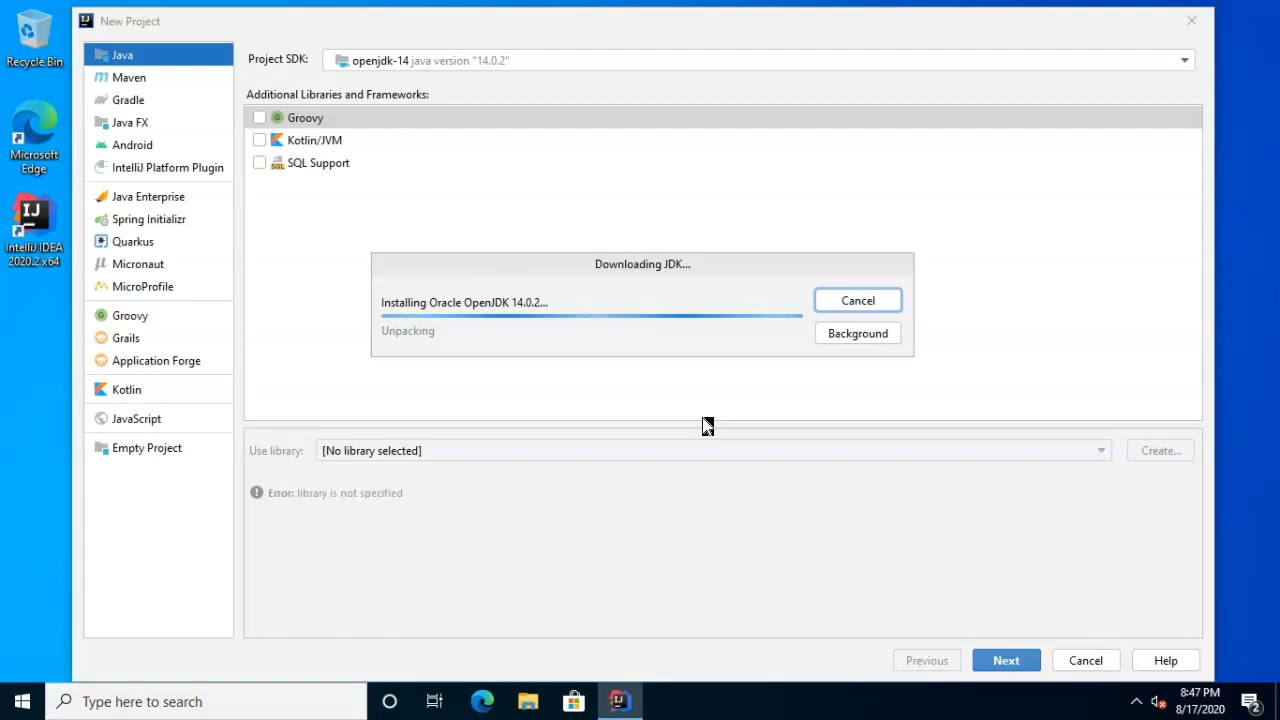 New Project
Recycle Bin
Microsoft
Edge
IntelliJ IDEA
2020.2 x64
Java
Maven
Gradle
Java FX
Android
IntelliJ Platform Plugin
Java Enterprise
Spring Initializr
Quarkus
Micronaut
MicroProfile
Groovy
Grails
Application Forge
Kotlin
JavaScript
Empty Project
Project SDK: openjdk-14 java version "14.0.2"
Additional Libraries and Frameworks:
Groovy
Kotlin/JVM
SQL Support
Downloading JDK...
Installing Oracle OpenJDK 14.0.2...
Unpacking
Cancel
Background
Use library: [No library selected] Create...
Error: library is not specified
Previous Next Cancel Help
Type here to search
8:47 PM
8/17/2020
2